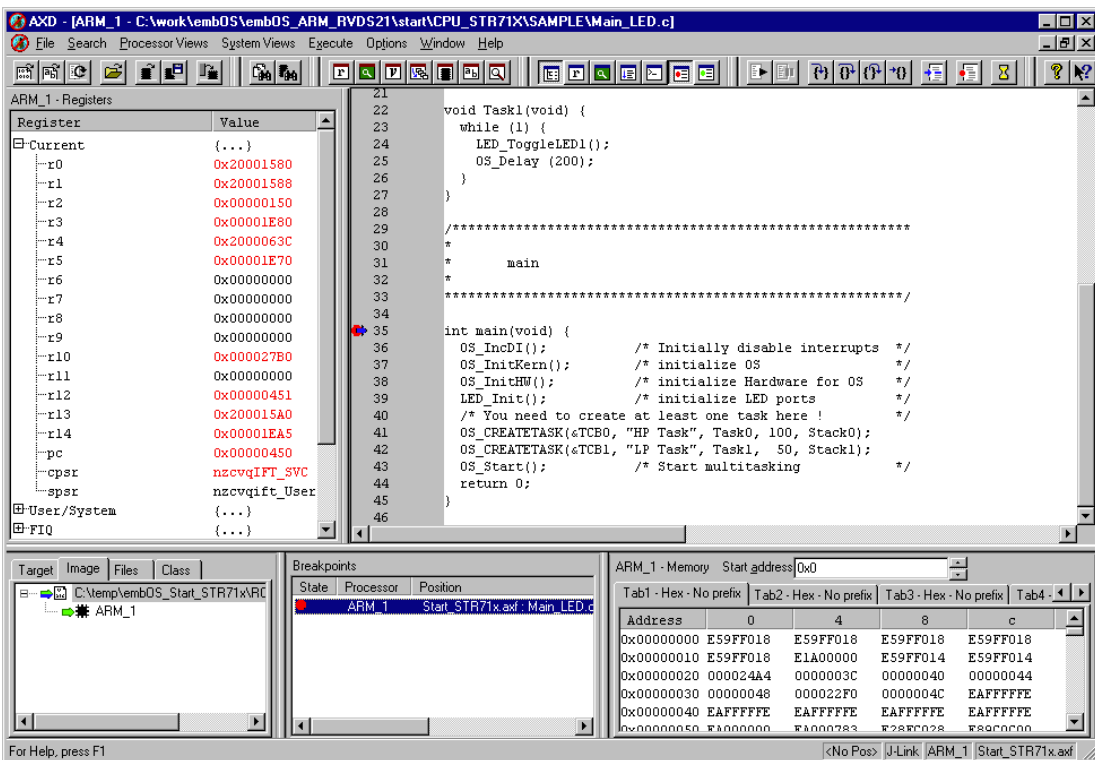 AXD - [ARM_1 - C:\work\embOS\embOS_ARM_RVDS21\start\CPU_STR71X\SAMPLE\Main_LED.c]
File Search Processor Views System Views Execute Options Window Help
ARM_1 - Registers
Register Value
Current {...}
r0 0x20001580
r1 0x20001588
r2 0x00000150
r3 0x00001E80
r4 0x2000063C
r5 0x00001E70
r6 0x00000000
r7 0x00000000
r8 0x00000000
r9 0x00000000
r10 0x000027B0
r11 0x00000000
r12 0x00000451
r13 0x200015A0
r14 0x00001EA5
pc 0x00000450
cpsr nzcvqIFT_SVC
spsr nzcvqift_User
User/System {...}
FIQ {...}
21
22 void Task1(void) {
23 while (1) {
24 LED_ToggleLED1();
25 OS_Delay (200);
26 }
27 }
28
29 /**********************************************************
30 *
31 * main
32 *
33 **********************************************************/
34
35 int main(void) {
36 OS_IncDI(); /* Initially disable interrupts */
37 OS_InitKern(); /* initialize OS */
38 OS_InitHW(); /* initialize Hardware for OS */
39 LED_Init(); /* initialize LED ports */
40 /* You need to create at least one task here ! */
41 OS_CREATETASK(&TCB0, "HP Task", Task0, 100, Stack0);
42 OS_CREATETASK(&TCB1, "LP Task", Task1, 50, Stack1);
43 OS_Start(); /* Start multitasking */
44 return 0;
45 }
46
Target Image Files Class
C:\temp\embOS_Start_STR71x\RC
ARM_1
Breakpoints
State Processor Position
ARM_1 Start_STR71x.axf : Main_LED.c
ARM_1 - Memory Start address 0x0
Tab1 - Hex - No prefix Tab2 - Hex - No prefix Tab3 - Hex - No prefix Tab4 -
Address 0 4 8 c
0x00000000 E59FF018 E59FF018 E59FF018 E59FF018
0x00000010 E59FF018 E1A00000 E59FF014 E59FF014
0x00000020 000024A4 0000003C 00000040 00000044
0x00000030 00000048 000022F0 0000004C EAFFFFFE
0x00000040 EAFFFFFE EAFFFFFE EAFFFFFE EAFFFFFE
0x00000050 EA000000 EA000783 E28FC028 E89C0C00
For Help, press F1
<No Pos> J-Link ARM_1 Start_STR71x.axf